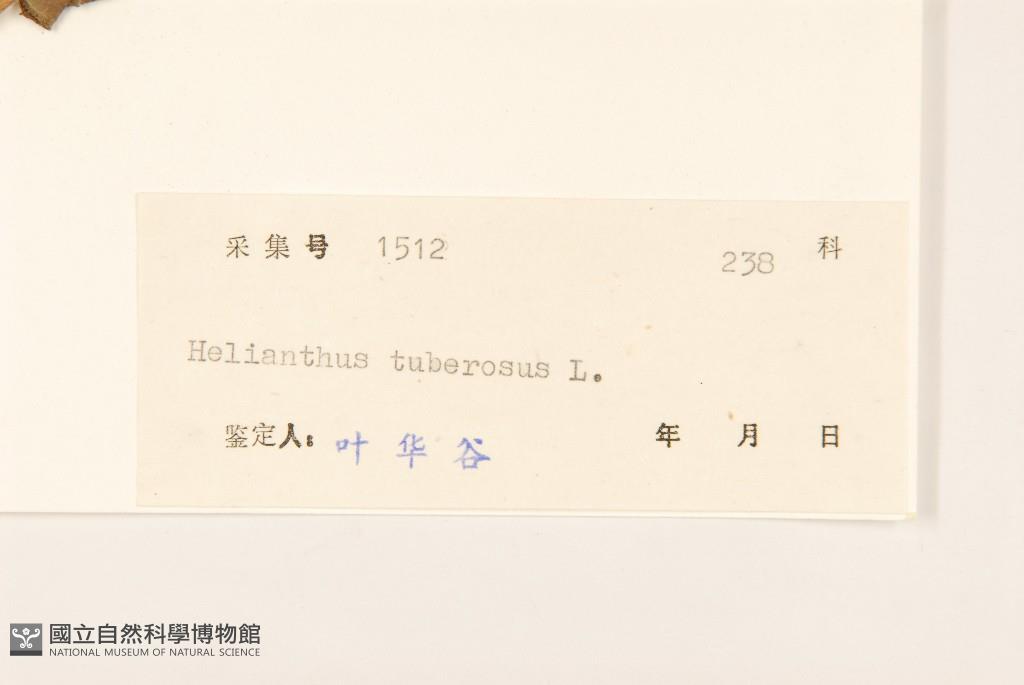 采集号 1512 238 科
Helianthus tuberosus L.
鉴定人: 叶华谷 年 月 日
國立自然科學博物館
NATIONAL MUSEUM OF NATURAL SCIENCE